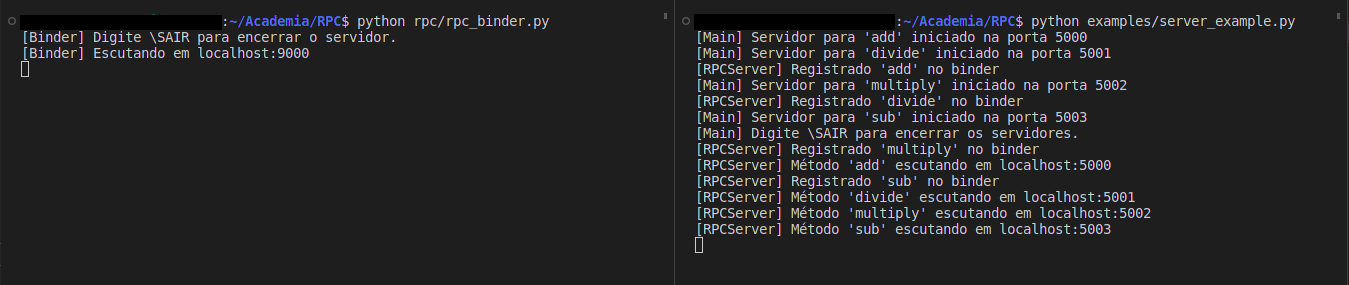 :~/Academia/RPC$ python rpc/rpc_binder.py
[Binder] Digite \SAIR para encerrar o servidor.
[Binder] Escutando em localhost:9000
:~/Academia/RPC$ python examples/server_example.py
[Main] Servidor para 'add' iniciado na porta 5000
[Main] Servidor para 'divide' iniciado na porta 5001
[RPCServer] Registrado 'add' no binder
[Main] Servidor para 'multiply' iniciado na porta 5002
[RPCServer] Registrado 'divide' no binder
[Main] Servidor para 'sub' iniciado na porta 5003
[Main] Digite \SAIR para encerrar os servidores.
[RPCServer] Registrado 'multiply' no binder
[RPCServer] Método 'add' escutando em localhost:5000
[RPCServer] Registrado 'sub' no binder
[RPCServer] Método 'divide' escutando em localhost:5001
[RPCServer] Método 'multiply' escutando em localhost:5002
[RPCServer] Método 'sub' escutando em localhost:5003